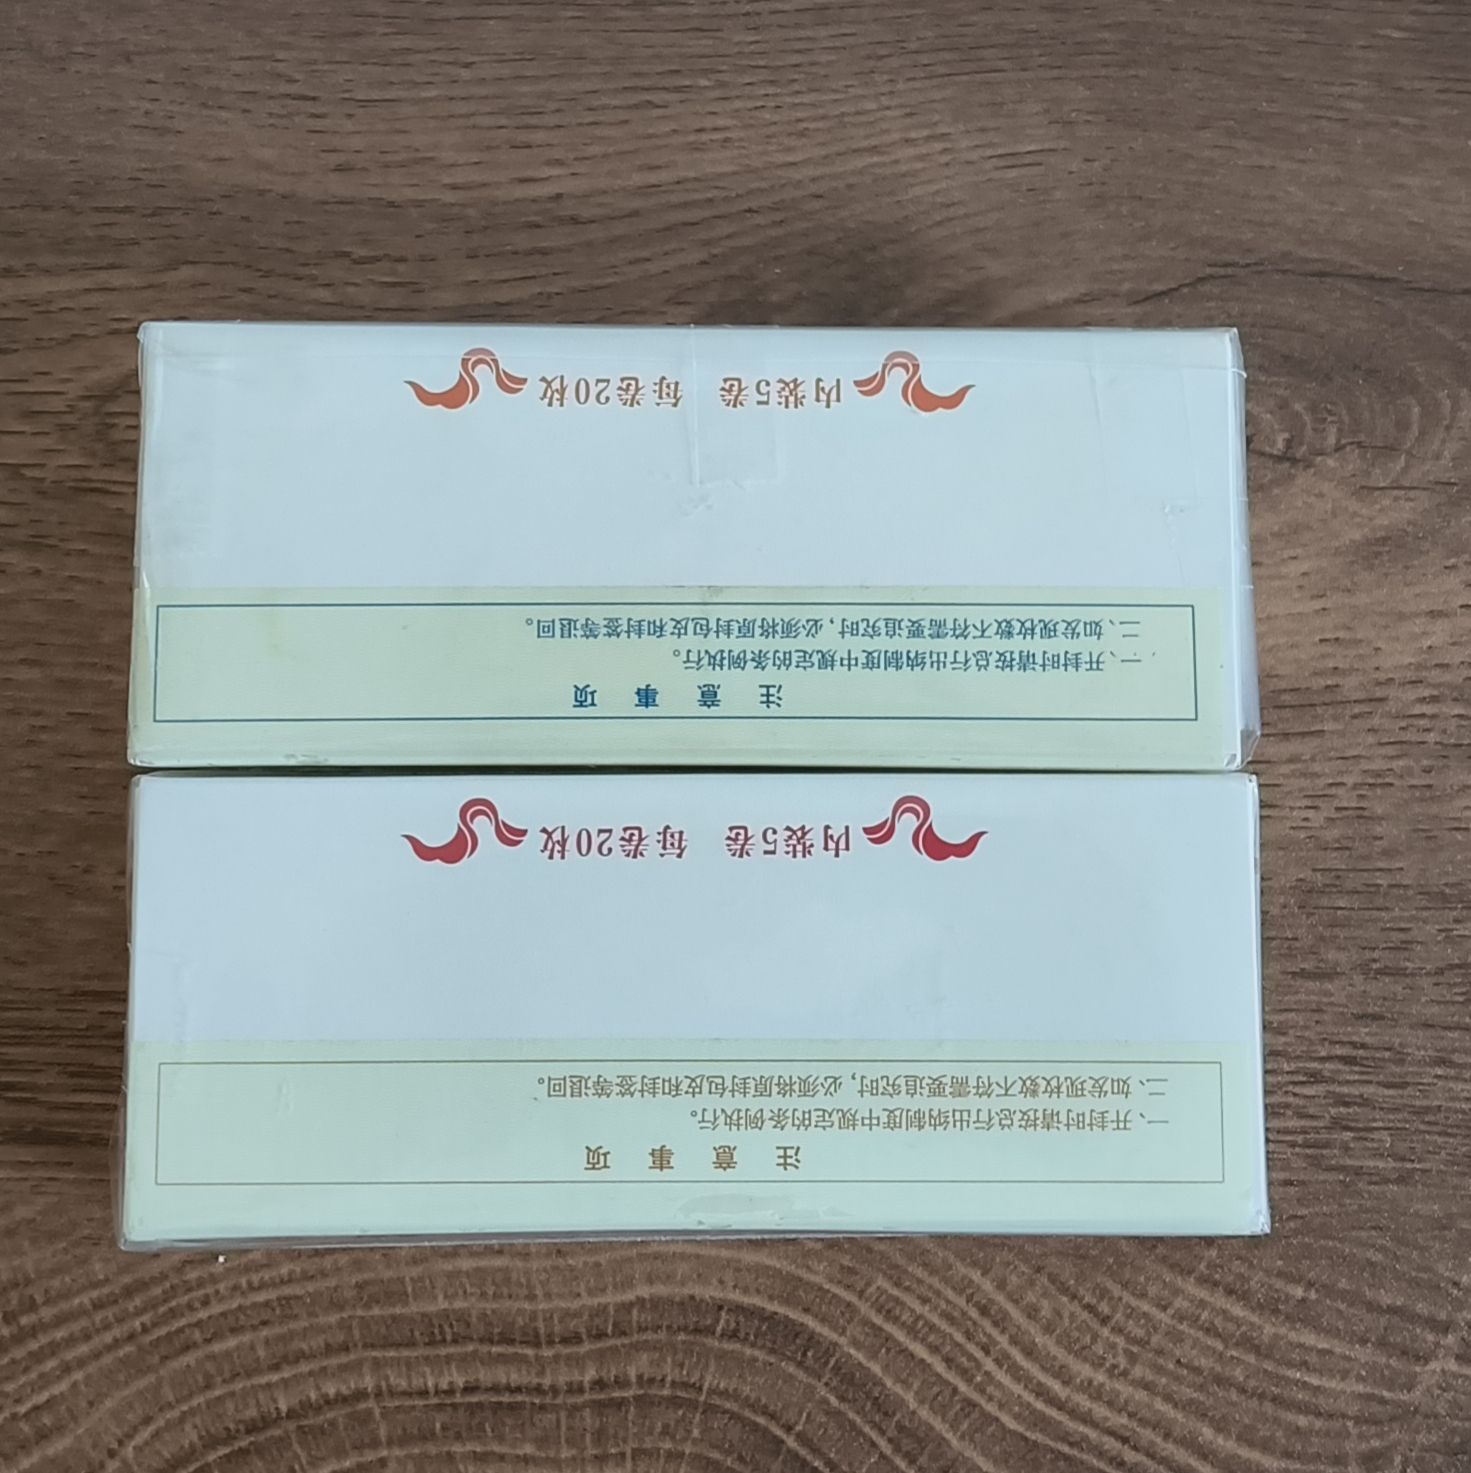 注意事项
一、开封时请按总行出纳制度中规定的条例执行。
二、如发现枚数不符需要追究时，必须将原封包皮和封签等退回。
内装5卷 每卷20枚
注意事项
一、开封时请按总行出纳制度中规定的条例执行。
二、如发现枚数不符需要追究时，必须将原封包皮和封签等退回。
内装5卷 每卷20枚